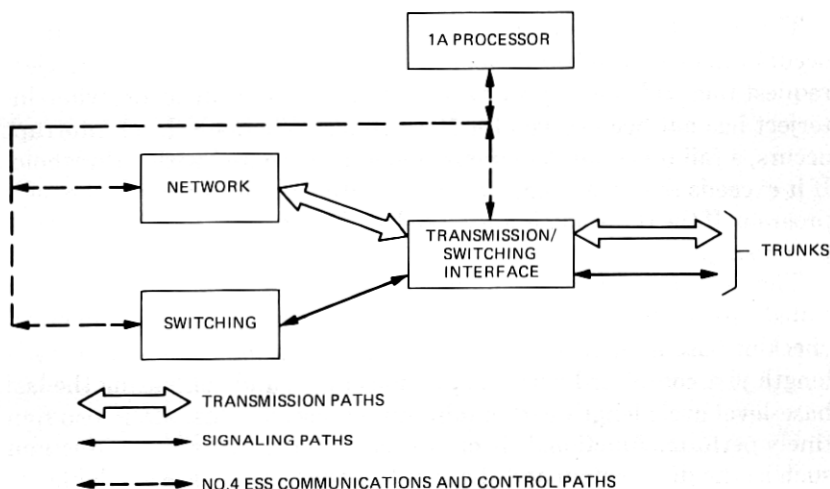 1A PROCESSOR
NETWORK
TRANSMISSION/
SWITCHING
INTERFACE
TRUNKS
SWITCHING
TRANSMISSION PATHS
SIGNALING PATHS
NO.4 ESS COMMUNICATIONS AND CONTROL PATHS